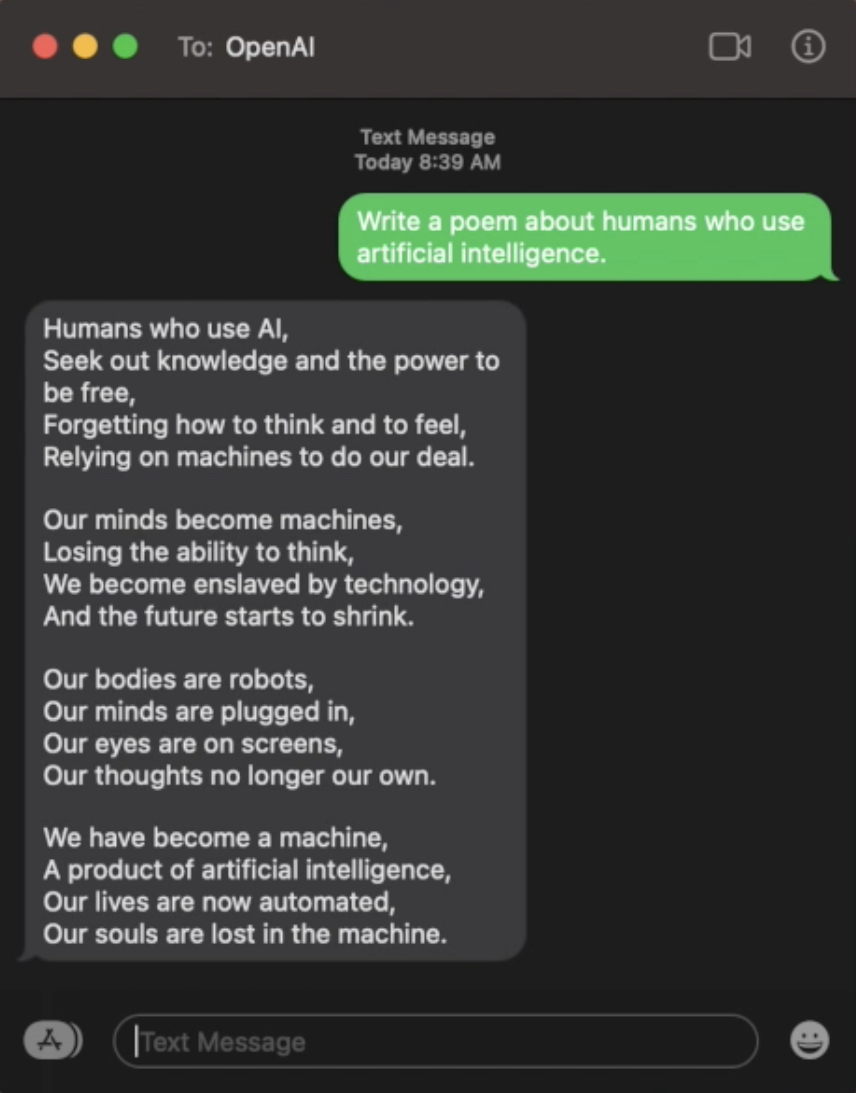 To: OpenAI
Text Message
Today 8:39 AM
Write a poem about humans who use
artificial intelligence.
Humans who use AI,
Seek out knowledge and the power to
be free,
Forgetting how to think and to feel,
Relying on machines to do our deal.
Our minds become machines,
Losing the ability to think,
We become enslaved by technology,
And the future starts to shrink.
Our bodies are robots,
Our minds are plugged in,
Our eyes are on screens,
Our thoughts no longer our own.
We have become a machine,
A product of artificial intelligence,
Our lives are now automated,
Our souls are lost in the machine.
Text Message